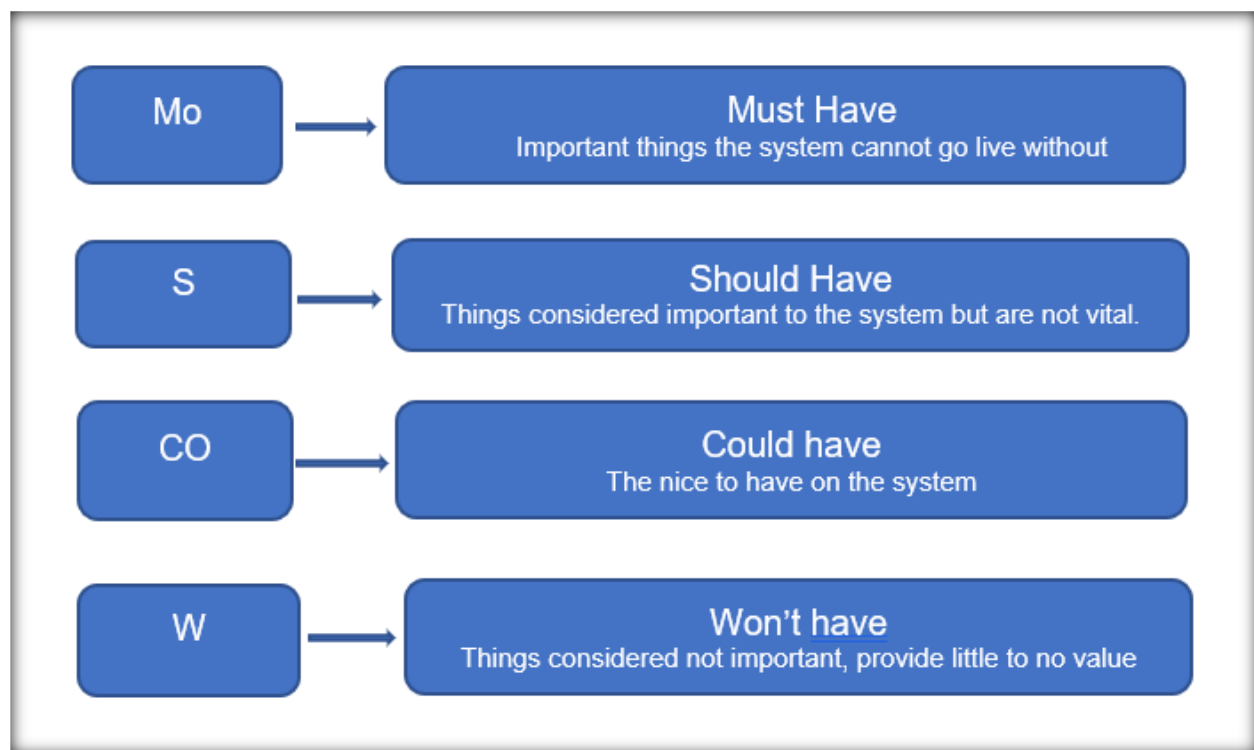 Mo
Must Have
Important things the system cannot go live without
S
Should Have
Things considered important to the system but are not vital.
CO
Could have
The nice to have on the system
W
Won't have
Things considered not important, provide little to no value